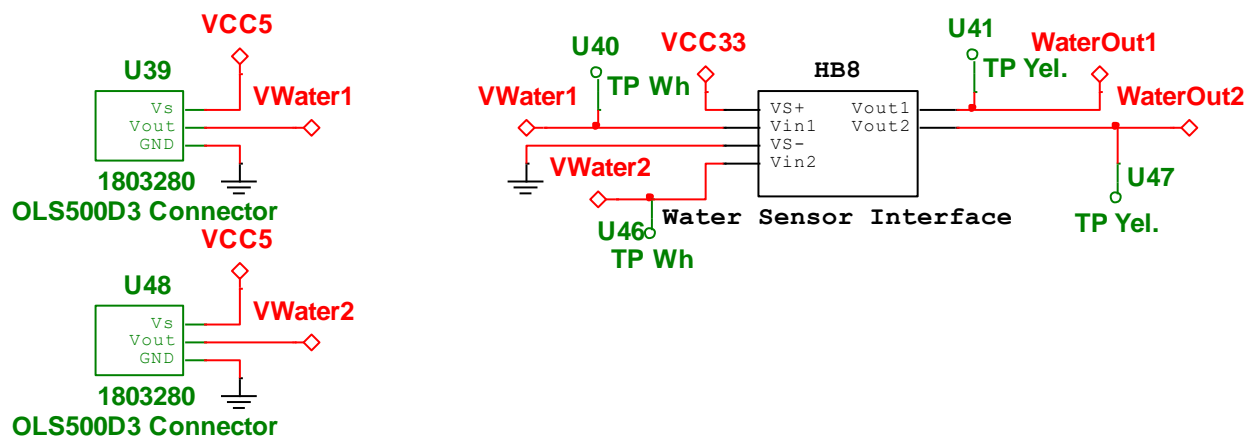 VCC5
U39
Vs
Vout
GND
VWater1
1803280
OLS500D3 Connector
VCC5
U48
Vs
Vout
GND
VWater2
1803280
OLS500D3 Connector
U40
TP Wh
VCC33
HB8
U41
TP Yel.
WaterOut1
WaterOut2
VWater1
VS+
Vin1
VS-
Vin2
Vout1
Vout2
VWater2
U46
TP Wh
Water Sensor Interface
U47
TP Yel.